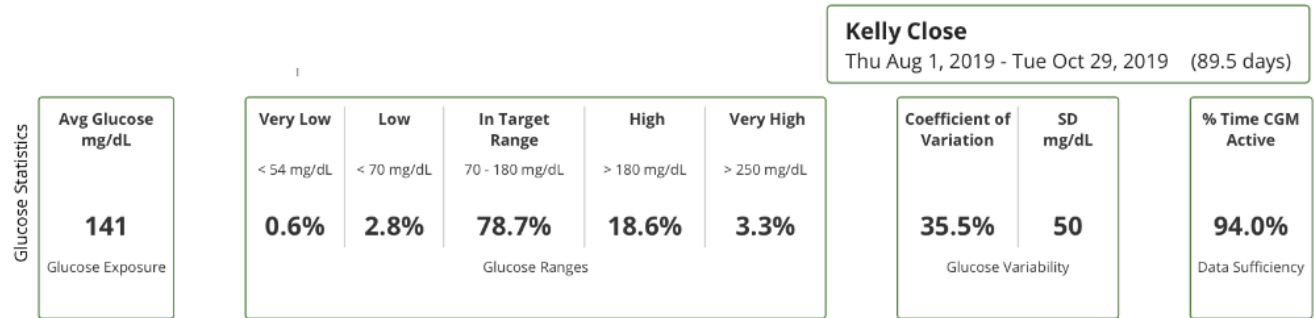 Kelly Close
Thu Aug 1, 2019 - Tue Oct 29, 2019 (89.5 days)
Glucose Statistics
Avg Glucose
mg/dL
141
Glucose Exposure
Very Low Low In Target High Very High
Range
< 54 mg/dL < 70 mg/dL 70 - 180 mg/dL > 180 mg/dL > 250 mg/dL
0.6% 2.8% 78.7% 18.6% 3.3%
Glucose Ranges
Coefficient of SD
Variation mg/dL
35.5% 50
Glucose Variability
% Time CGM
Active
94.0%
Data Sufficiency